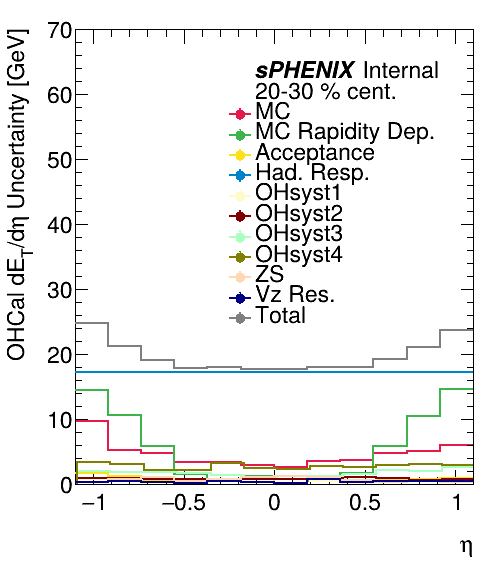 OHCal dE_T/dη Uncertainty [GeV]
70
60
50
40
30
20
10
0
sPHENIX Internal
20-30 % cent.
MC
MC Rapidity Dep.
Acceptance
Had. Resp.
OHsyst1
OHsyst2
OHsyst3
OHsyst4
ZS
Vz Res.
Total
−1 −0.5 0 0.5 1
η